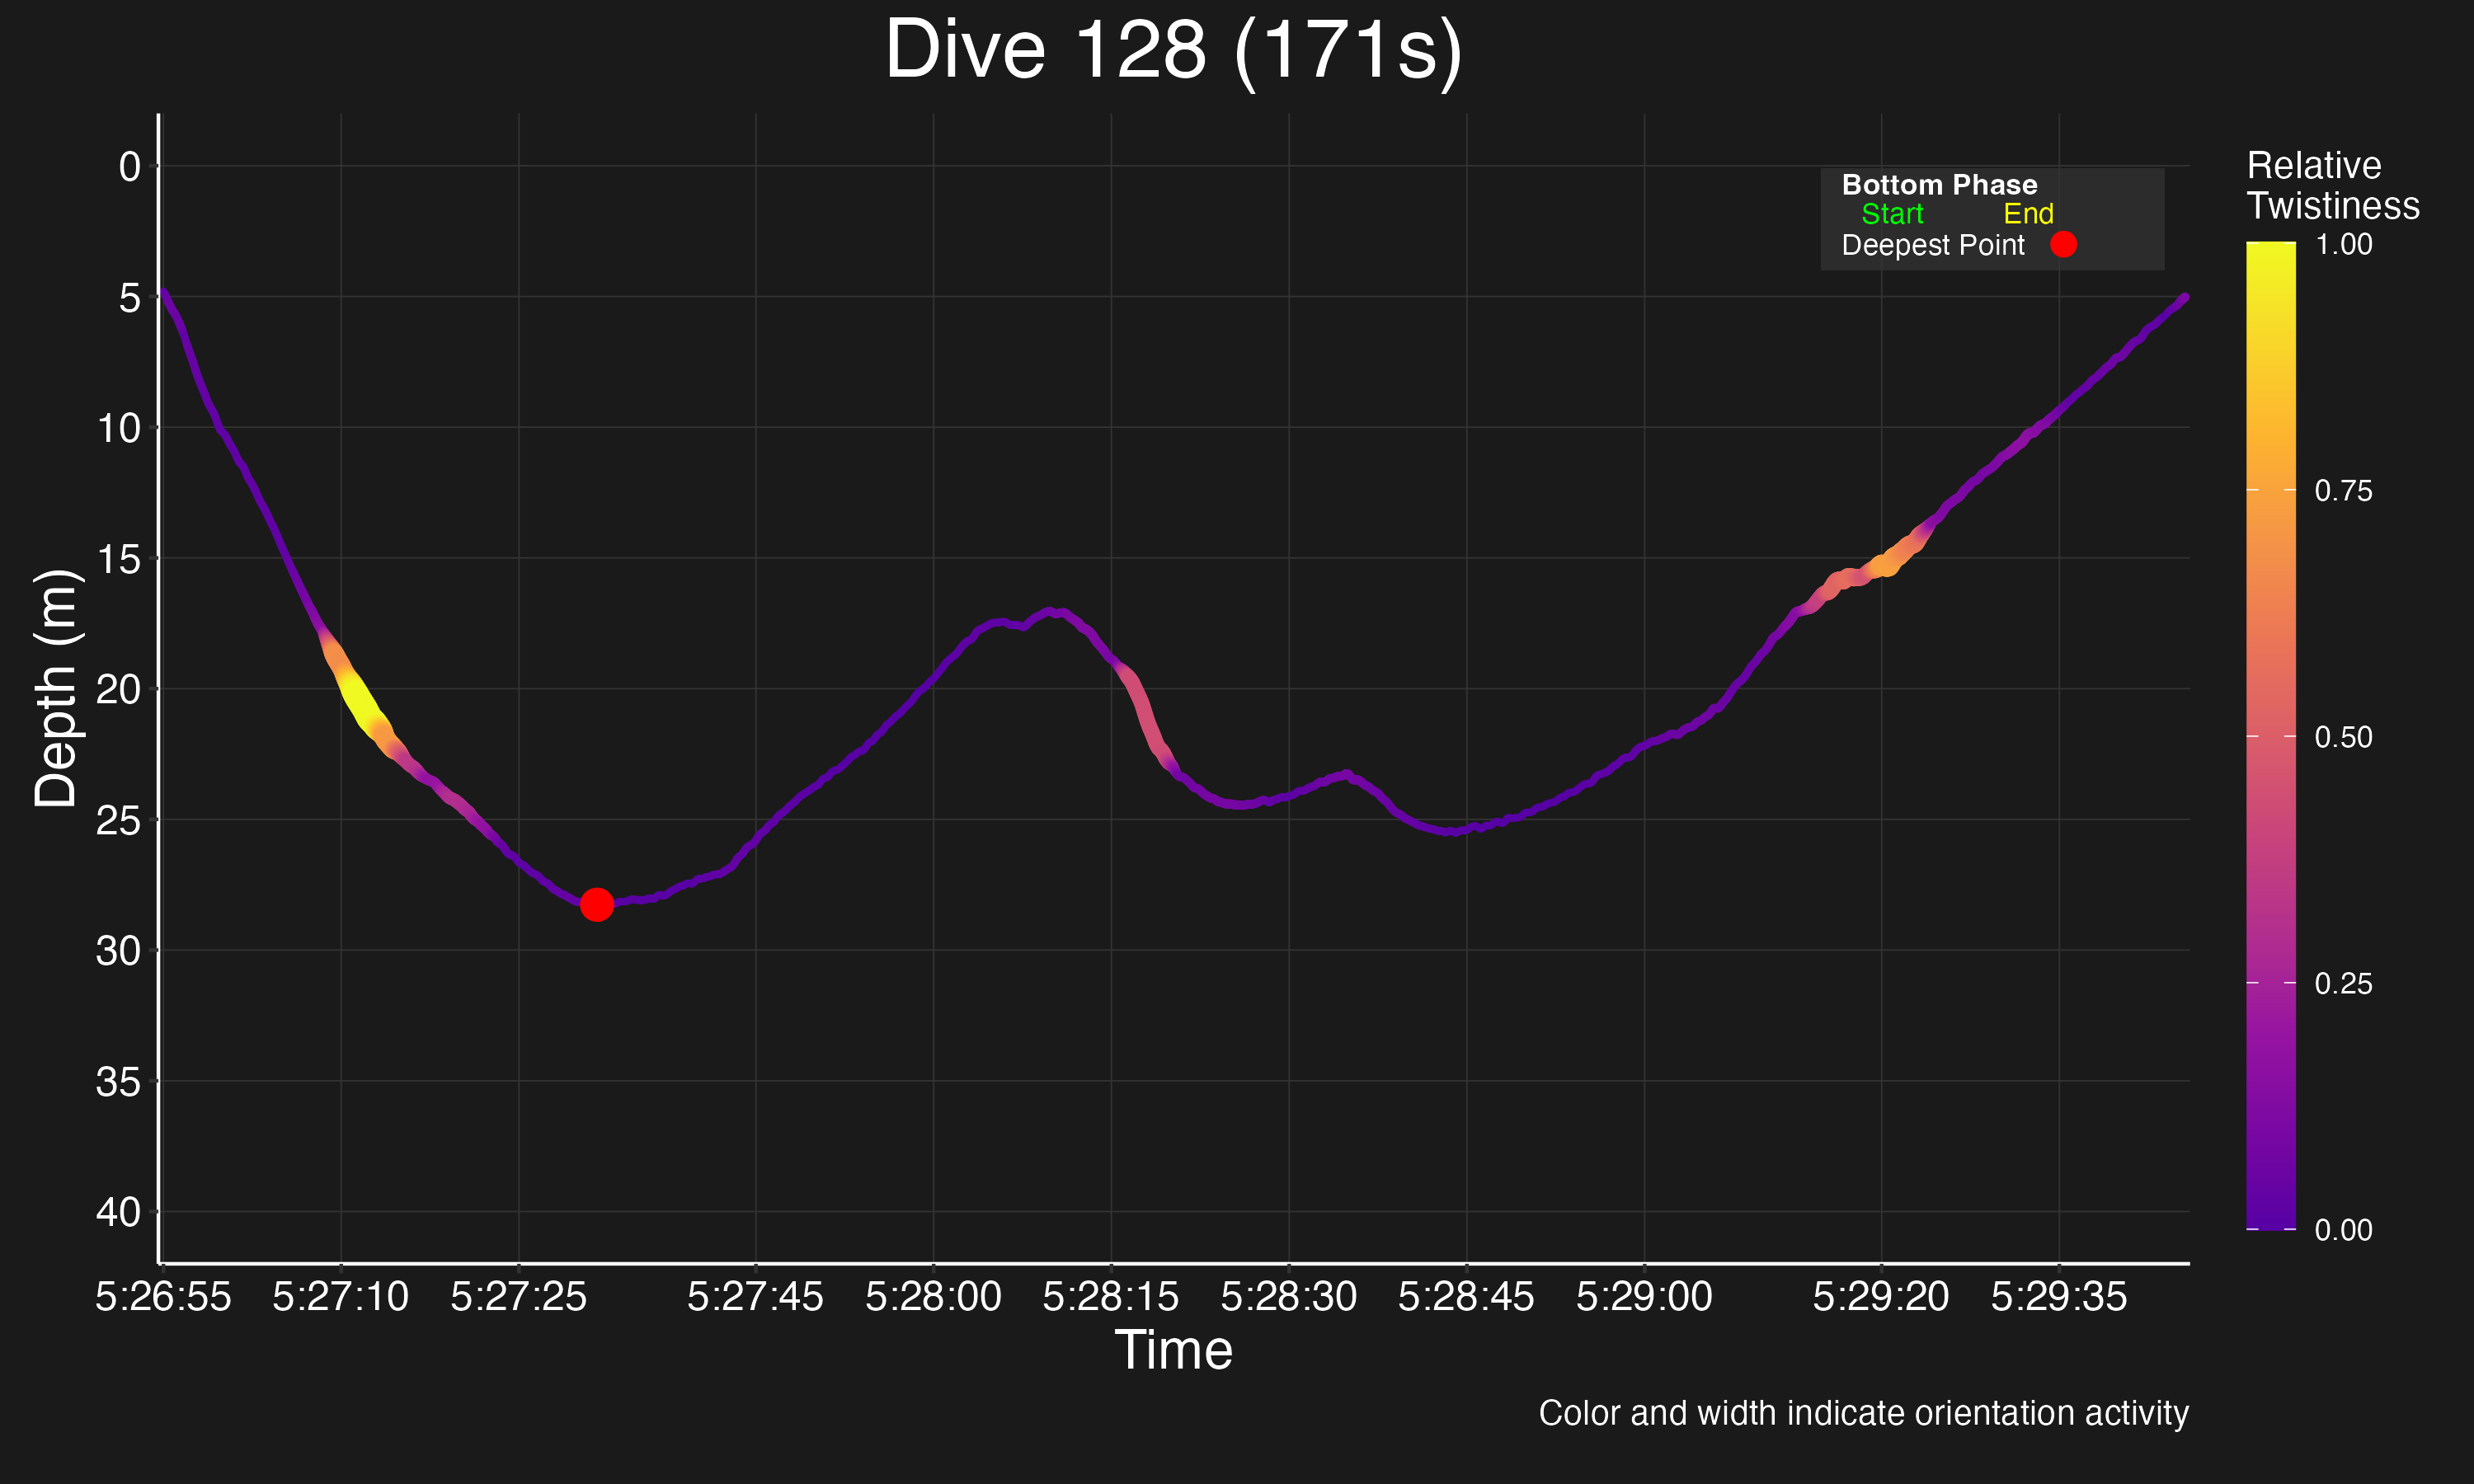 Dive 128 (171s)
Relative
Twistiness
1.00
0.75
0.50
0.25
0.00
Bottom Phase
Start End
Deepest Point
Depth (m)
0
5
10
15
20
25
30
35
40
5:26:55 5:27:10 5:27:25 5:27:45 5:28:00 5:28:15 5:28:30 5:28:45 5:29:00 5:29:20 5:29:35
Time
Color and width indicate orientation activity